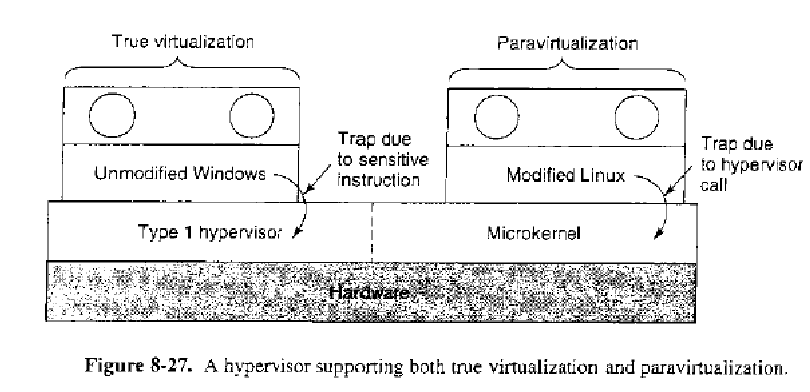 True virtualization
Paravirtualization
Trap due
to sensitive
instruction
Trap due
to hypervisor
call
Unmodified Windows
Modified Linux
Type 1 hypervisor
Microkernel
Hardware
Figure 8-27. A hypervisor supporting both true virtualization and paravirtualization.